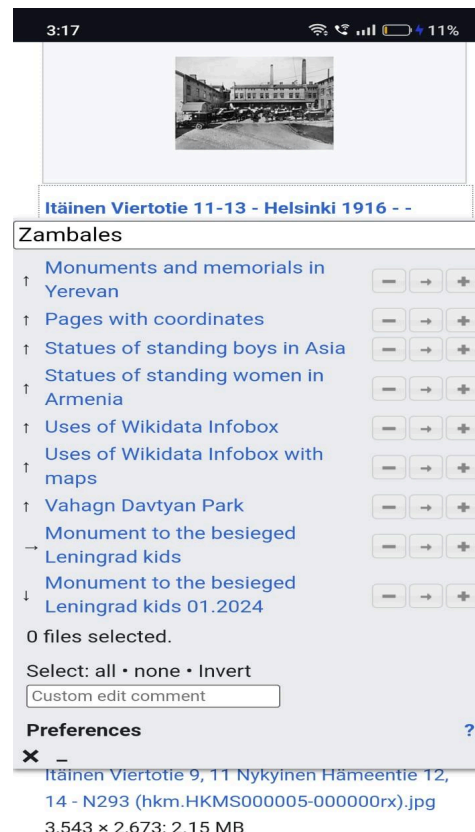 3:17 11%
Itäinen Viertotie 11-13 - Helsinki 1916 - -
Zambales
↑ Monuments and memorials in
Yerevan
↑ Pages with coordinates
↑ Statues of standing boys in Asia
↑ Statues of standing women in
Armenia
↑ Uses of Wikidata Infobox
↑ Uses of Wikidata Infobox with
maps
↑ Vahagn Davtyan Park
→ Monument to the besieged
Leningrad kids
↓ Monument to the besieged
Leningrad kids 01.2024
0 files selected.
Select: all • none • Invert
Custom edit comment
Preferences ?
Itäinen Viertotie 9, 11 Nykyinen Hämeentie 12,
14 - N293 (hkm.HKMS000005-000000rx).jpg
3,543 × 2,673; 2.15 MB